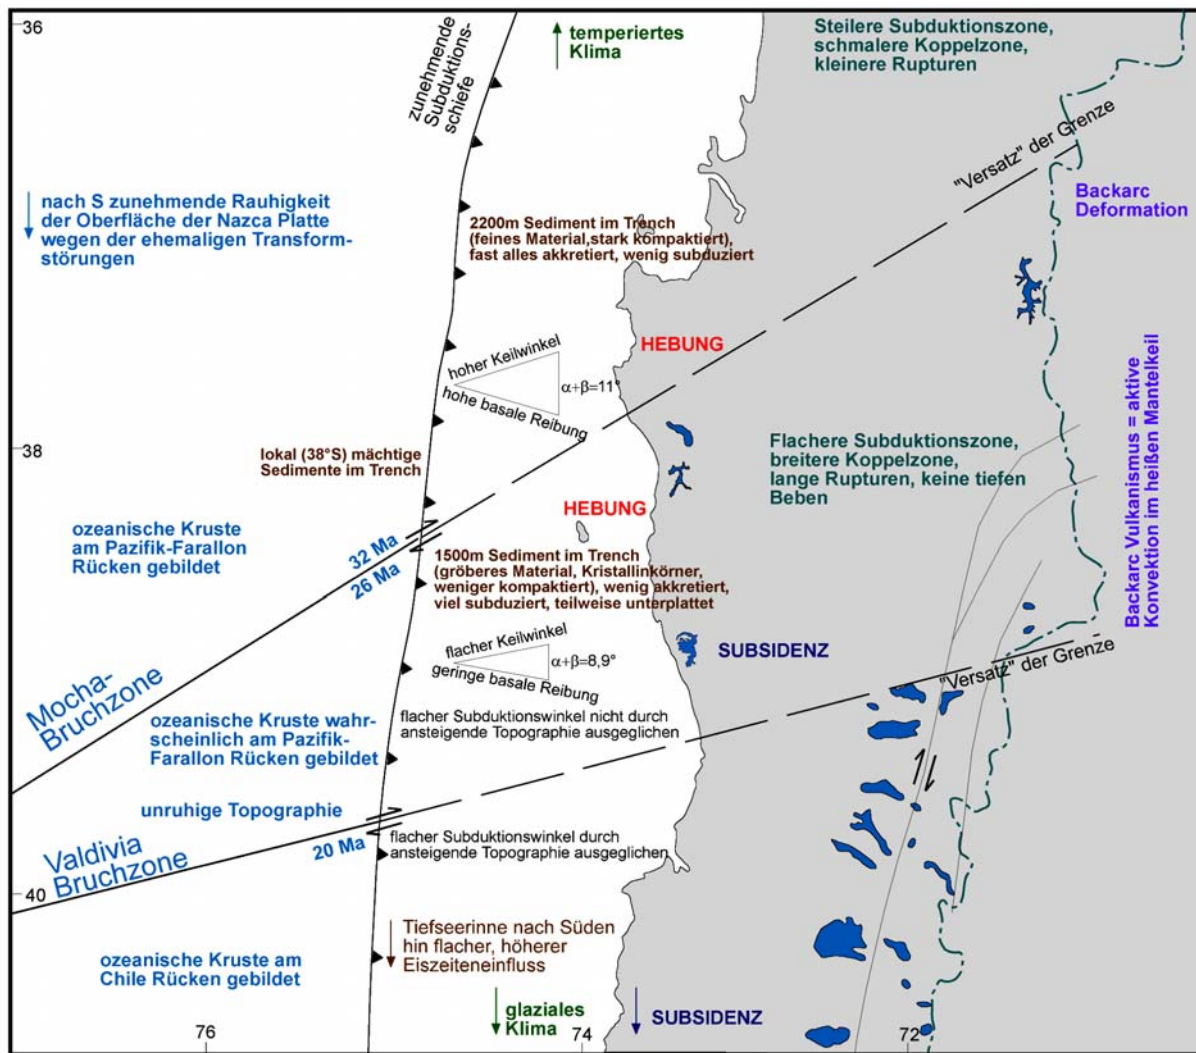 36
temperiertes
Klima
Steilere Subduktionszone,
schmalere Koppelzone,
kleinere Rupturen
zunehmende
Subduktions-
schiefe
"Versatz" der Grenze
Backarc
Deformation
nach S zunehmende Rauhigkeit
der Oberfläche der Nazca Platte
wegen der ehemaligen Transform-
störungen
2200m Sediment im Trench
(feines Material,stark kompaktiert),
fast alles akkretiert, wenig subduziert
HEBUNG
hoher Keilwinkel
α+β=11°
hohe basale Reibung
Backarc Vulkanismus = aktive
Konvektion im heißen Mantelkeil
38
lokal (38°S) mächtige
Sedimente im Trench
Flachere Subduktionszone,
breitere Koppelzone,
lange Rupturen, keine tiefen
Beben
HEBUNG
ozeanische Kruste
am Pazifik-Farallon
Rücken gebildet
32 Ma
26 Ma
1500m Sediment im Trench
(gröberes Material, Kristallinkörner,
weniger kompaktiert), wenig akkretiert,
viel subduziert, teilweise unterplattet
flacher Keilwinkel
α+β=8,9°
geringe basale Reibung
SUBSIDENZ
"Versatz" der Grenze
Mocha-
Bruchzone
ozeanische Kruste wahr-
scheinlich am Pazifik-
Farallon Rücken gebildet
flacher Subduktionswinkel nicht durch
ansteigende Topographie ausgeglichen
unruhige Topographie
Valdivia
Bruchzone
20 Ma
flacher Subduktionswinkel durch
ansteigende Topographie ausgeglichen
40
Tiefseerinne nach Süden
hin flacher, höherer
Eiszeiteneinfluss
ozeanische Kruste am
Chile Rücken gebildet
glaziales
Klima
SUBSIDENZ
76
74
72